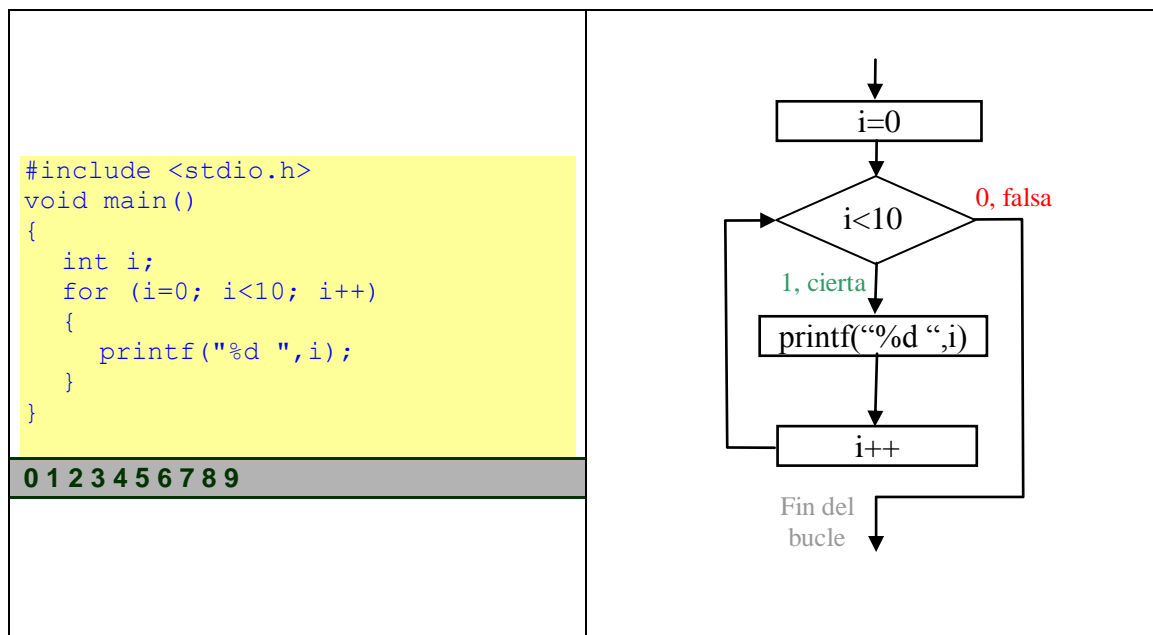 #include <stdio.h>
void main()
{
int i;
for (i=0; i<10; i++)
{
printf("%d ",i);
}
}
0 1 2 3 4 5 6 7 8 9
i=0
i<10
0, falsa
1, cierta
printf(“%d “,i)
i++
Fin del
bucle